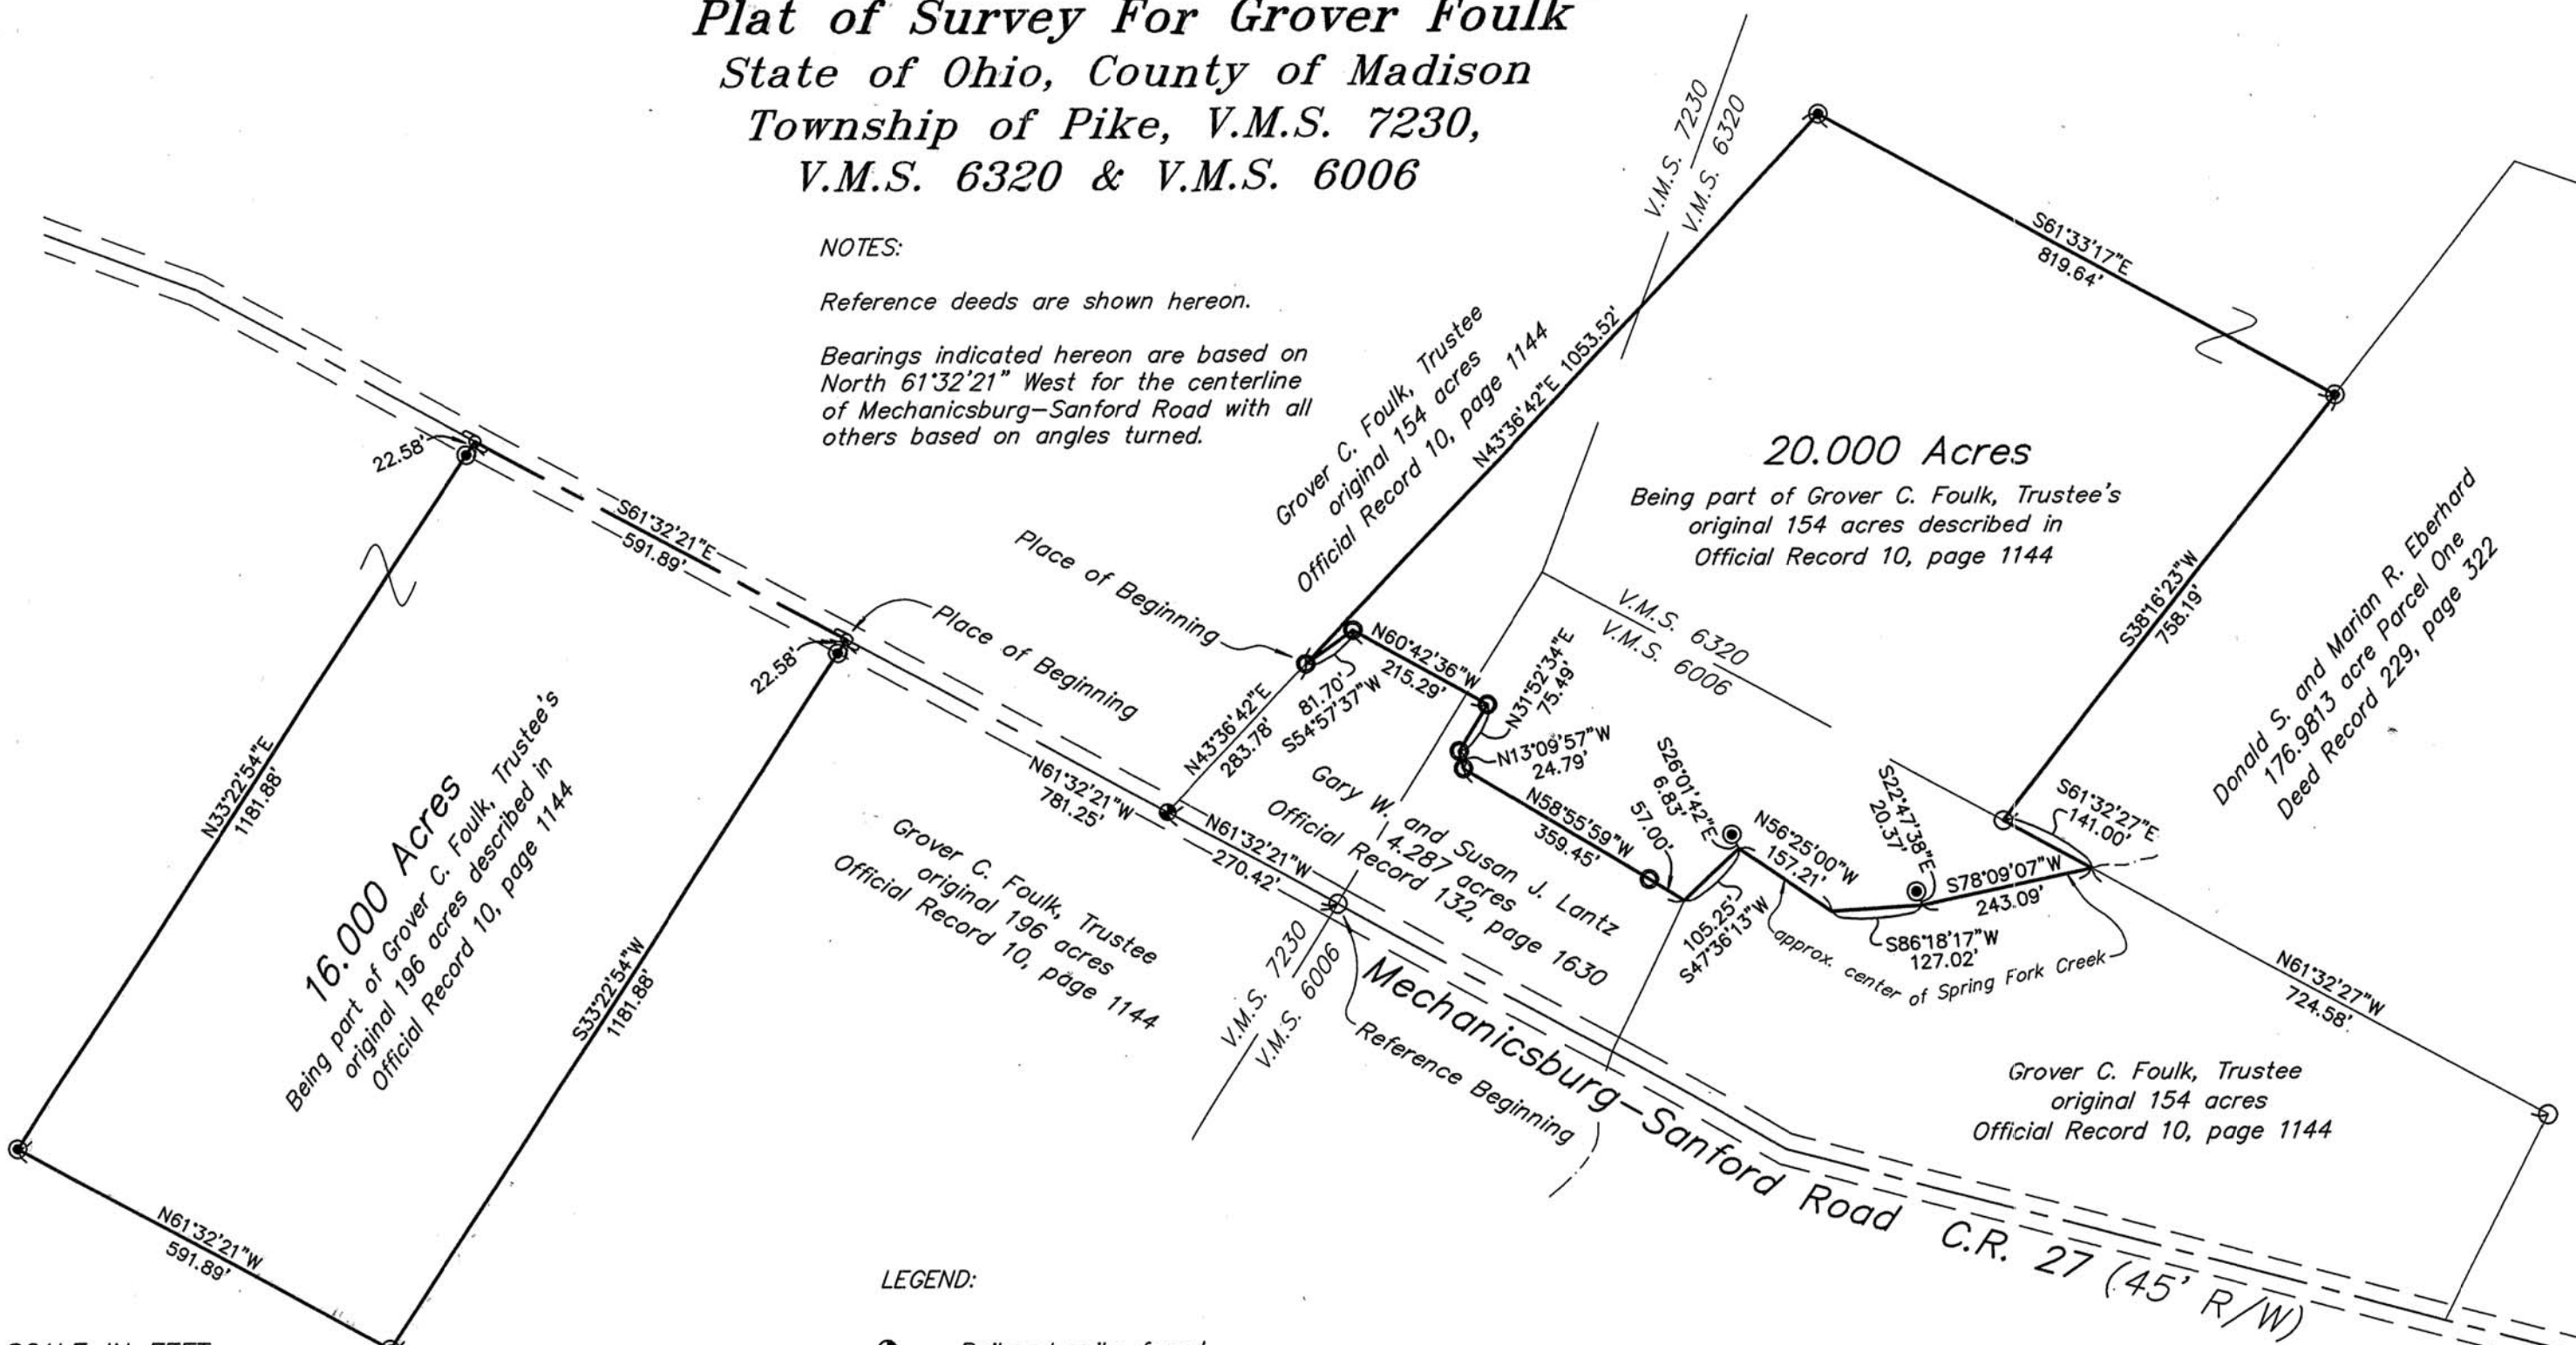 Plat of Survey For Grover Foulk
State of Ohio, County of Madison
Township of Pike, V.M.S. 7230,
V.M.S. 6320 & V.M.S. 6006
NOTES:
Reference deeds are shown hereon.
Bearings indicated hereon are based on
North 61°32'21" West for the centerline
of Mechanicsburg-Sanford Road with all
others based on angles turned.
V.M.S. 7230
V.M.S. 6320
S61°33'17"E
819.64'
N43°36'42"E 1053.52'
Grover C. Foulk, Trustee
original 154 acres
Official Record 10, page 1144
20.000 Acres
Being part of Grover C. Foulk, Trustee's
original 154 acres described in
Official Record 10, page 1144
S38°16'23"W
758.19'
Donald S. and Marian R. Eberhard
176.9813 acre Parcel One
Deed Record 229, page 322
22.58'
S61°32'21"E
591.89'
22.58'
Place of Beginning
Place of Beginning
N33°22'54"E
1181.88'
16.000 Acres
Being part of Grover C. Foulk, Trustee's
original 196 acres described in
Official Record 10, page 1144
S33°22'54"W
1181.88'
N61°32'21"W
591.89'
N61°32'21"W
781.25'
N43°36'42"E
283.78'
81.70'
S54°57'37"W
N60°42'36"W
215.29'
N31°52'34"E
75.49'
N13°09'57"W
24.79'
V.M.S. 6320
V.M.S. 6006
N58°55'59"W
359.45'
57.00'
S26°01'42"E
6.83'
N56°25'00"W
157.21'
S22°47'38"E
20.37'
S61°32'27"E
141.00'
S78°09'07"W
243.09'
S86°18'17"W
127.02'
105.25'
S47°36'13"W
approx. center of Spring Fork Creek
Gary W. and Susan J. Lantz
4.287 acres
Official Record 132, page 1630
N61°32'21"W
270.42'
Grover C. Foulk, Trustee
original 196 acres
Official Record 10, page 1144
V.M.S. 7230
V.M.S. 6006
Reference Beginning
Mechanicsburg-Sanford Road C.R. 27 (45' R/W)
N61°32'27"W
724.58'
Grover C. Foulk, Trustee
original 154 acres
Official Record 10, page 1144
LEGEND: